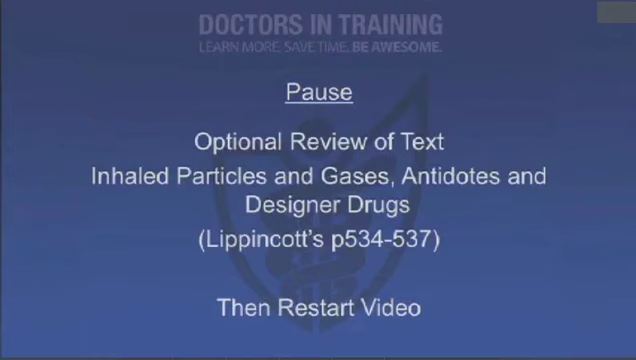 DOCTORS IN TRAINING
LEARN MORE. SAVE TIME. BE AWESOME.
Pause
Optional Review of Text
Inhaled Particles and Gases, Antidotes and
Designer Drugs
(Lippincott's p534-537)
Then Restart Video